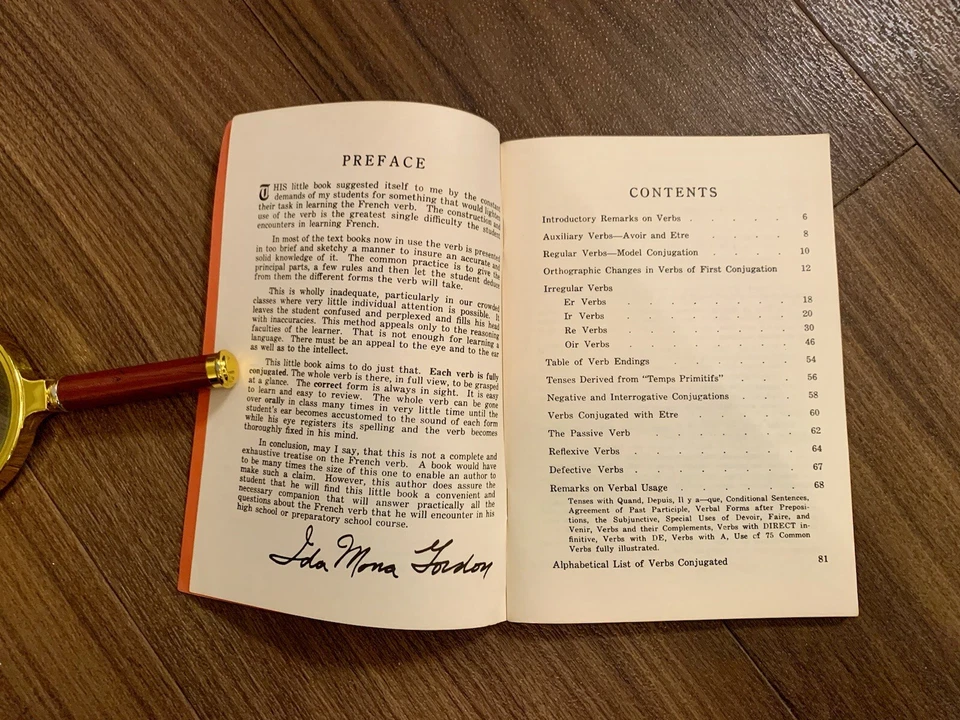 PREFACE
THIS little book suggested itself to me by the constant
demands of my students for something that would lighten
their task in learning the French verb. The construction and
use of the verb is the greatest single difficulty the student
encounters in learning French.
In most of the text books now in use the verb is presented
in too brief and sketchy a manner to insure an accurate and
solid knowledge of it. The common practice is to give the
principal parts, a few rules and then let the student deduce
from them the different forms the verb will take.
This is wholly inadequate, particularly in our crowded
classes where very little individual attention is possible. It
leaves the student confused and perplexed and fills his head
with inaccuracies. This method appeals only to the reasoning
faculties of the learner. That is not enough for learning a
language. There must be an appeal to the eye and to the ear
as well as to the intellect.
This little book aims to do just that. Each verb is fully
conjugated. The whole verb is there, in full view, to be grasped
at a glance. The correct form is always in sight. It is easy
to learn and easy to review. The whole verb can be gone
over orally in class many times in very little time until the
student's ear becomes accustomed to the sound of each form
while his eye registers its spelling and the verb becomes
thoroughly fixed in his mind.
In conclusion, may I say, that this is not a complete and
exhaustive treatise on the French verb. A book would have
to be many times the size of this one to enable an author to
make such a claim. However, this author does assure the
student that he will find this little book a convenient and
necessary companion that will answer practically all the
questions about the French verb that he will encounter in his
high school or preparatory school course.
Ida Mona Gordon
CONTENTS
Introductory Remarks on Verbs . . . . . 6
Auxiliary Verbs—Avoir and Etre . . . . 8
Regular Verbs—Model Conjugation . . . . 10
Orthographic Changes in Verbs of First Conjugation 12
Irregular Verbs
Er Verbs . . . . . . . 18
Ir Verbs . . . . . . . 20
Re Verbs . . . . . . . 30
Oir Verbs . . . . . . . 46
Table of Verb Endings . . . . . . 54
Tenses Derived from "Temps Primitifs" . . . 56
Negative and Interrogative Conjugations . . . 58
Verbs Conjugated with Etre . . . . . 60
The Passive Verb . . . . . . 62
Reflexive Verbs . . . . . . . 64
Defective Verbs . . . . . . . 67
Remarks on Verbal Usage . . . . . 68
Tenses with Quand, Depuis, Il y a—que, Conditional Sentences,
Agreement of Past Participle, Verbal Forms after Preposi-
tions, the Subjunctive, Special Uses of Devoir, Faire, and
Venir, Verbs and their Complements, Verbs with DIRECT in-
finitive, Verbs with DE, Verbs with A, Use of 75 Common
Verbs fully illustrated.
Alphabetical List of Verbs Conjugated 81